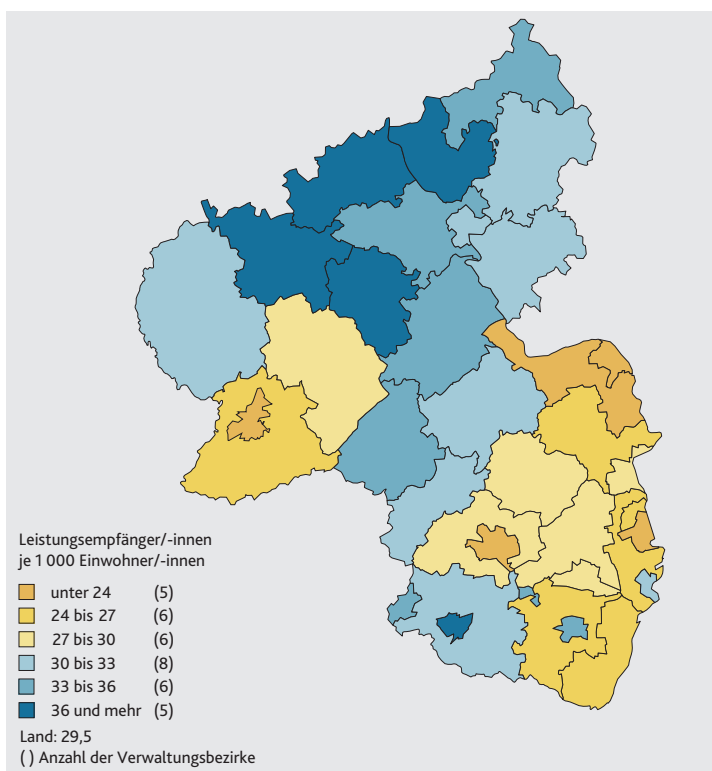 Leistungsempfänger/-innen
je 1 000 Einwohner/-innen
unter 24 (5)
24 bis 27 (6)
27 bis 30 (6)
30 bis 33 (8)
33 bis 36 (6)
36 und mehr (5)
Land: 29,5
( ) Anzahl der Verwaltungsbezirke